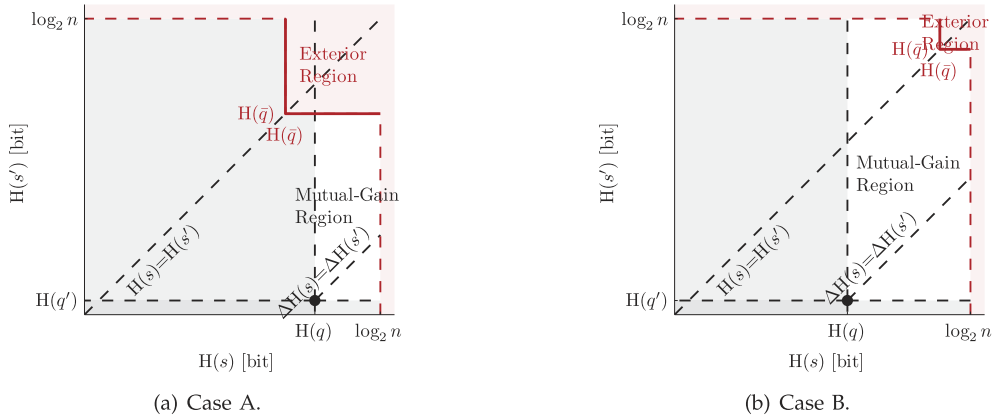 log₂ n
Exterior
Region
H(q̄)
H(q̄)
H(s′) [bit]
Mutual-Gain
Region
H(s)=H(s′)
ΔH(s)=ΔH(s′)
H(q′)
H(q)
log₂ n
H(s) [bit]
(a) Case A.
log₂ n
Exterior
Region
H(q̄)
H(q̄)
H(s′) [bit]
Mutual-Gain
Region
H(s)=H(s′)
ΔH(s)=ΔH(s′)
H(q′)
H(q)
log₂ n
H(s) [bit]
(b) Case B.